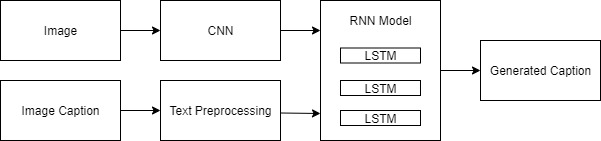 Image
CNN
RNN Model
LSTM
LSTM
LSTM
Generated Caption
Image Caption
Text Preprocessing